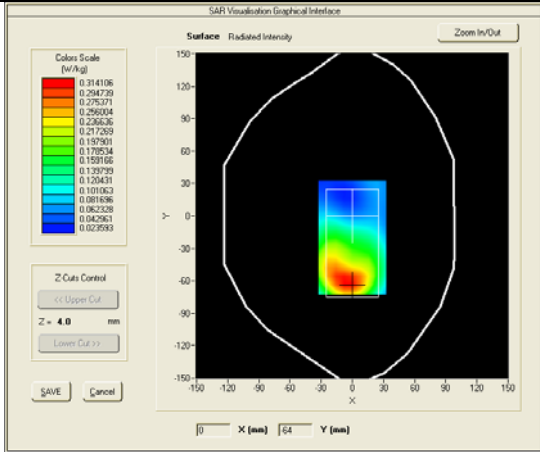 SAR Visualisation Graphical Interface
Surface Radiated Intensity
Zoom In/Out
Colors Scale
(W/kg)
0.314106
0.294739
0.275371
0.256004
0.236636
0.217269
0.197901
0.178534
0.159166
0.139799
0.120431
0.101063
0.081696
0.062328
0.042961
0.023593
150
120
90
60
30
0
-30
-60
-90
-120
-150
Y
-150 -120 -90 -60 -30 0 30 60 90 120 150
X
Z-Cuts Control
<< Upper Cut
Z = 4.0 mm
Lower Cut >>
SAVE Cancel
0 X (mm) -64 Y (mm)